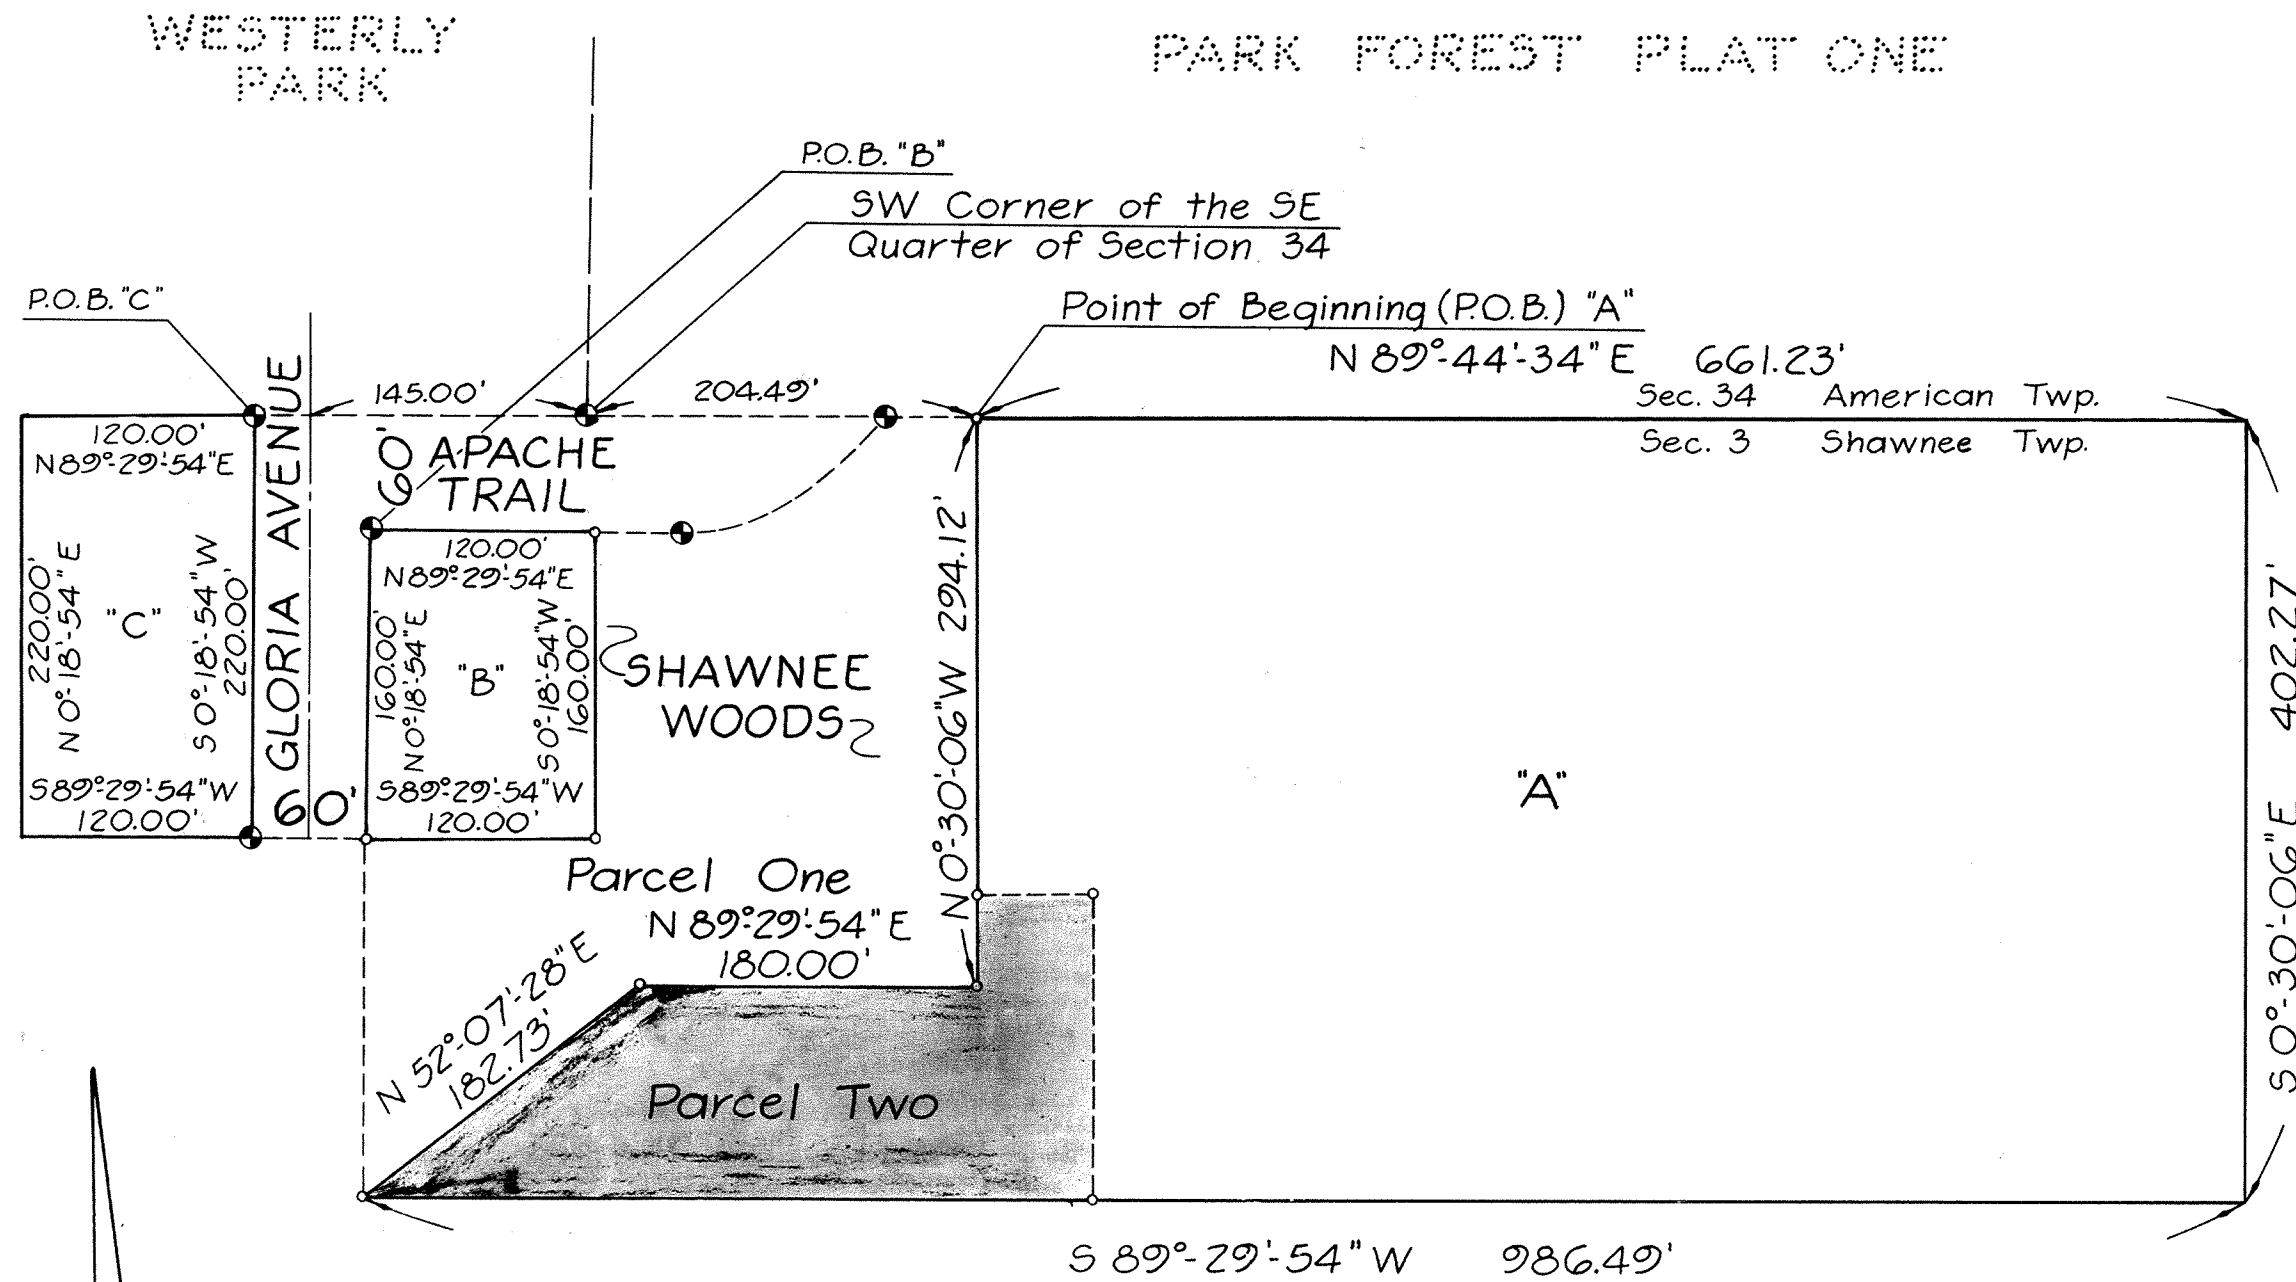 WESTERLY
PARK
PARK FOREST PLAT ONE
P.O.B. "B"
SW Corner of the SE
Quarter of Section 34
P.O.B. "C"
Point of Beginning (P.O.B.) "A"
N 89°-44'-34" E 661.23'
145.00'
204.49'
Sec. 34 American Twp.
Sec. 3 Shawnee Twp.
120.00'
N89°-29'-54"E
220.00'
N 0°-18'-54" E
"C"
S 0°-18'-54" W
220.00'
S89°-29'-54"W
120.00'
GLORIA AVENUE
60'
60'
APACHE
TRAIL
120.00'
N89°-29'-54"E
160.00'
N0°-18'-54"E
"B"
S0°-18'-54"W
160.00'
S89°-29'-54"W
120.00'
SHAWNEE
WOODS
N 0°-30'-06" W 294.12'
"A"
S 0°-30'-06" E 402.27'
Parcel One
N 89°-29'-54" E
180.00'
N 52°-07'-28" E
182.73'
Parcel Two
S 89°-29'-54" W 986.49'